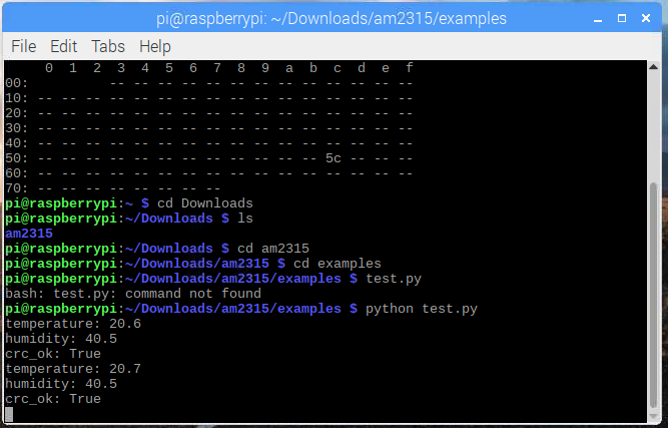 pi@raspberrypi: ~/Downloads/am2315/examples
File Edit Tabs Help
     0  1  2  3  4  5  6  7  8  9  a  b  c  d  e  f
00:          -- -- -- -- -- -- -- -- -- -- -- -- --
10: -- -- -- -- -- -- -- -- -- -- -- -- -- -- -- --
20: -- -- -- -- -- -- -- -- -- -- -- -- -- -- -- --
30: -- -- -- -- -- -- -- -- -- -- -- -- -- -- -- --
40: -- -- -- -- -- -- -- -- -- -- -- -- -- -- -- --
50: -- -- -- -- -- -- -- -- -- -- -- -- 5c -- -- --
60: -- -- -- -- -- -- -- -- -- -- -- -- -- -- -- --
70: -- -- -- -- -- -- -- --
pi@raspberrypi:~ $ cd Downloads
pi@raspberrypi:~/Downloads $ ls
am2315
pi@raspberrypi:~/Downloads $ cd am2315
pi@raspberrypi:~/Downloads/am2315 $ cd examples
pi@raspberrypi:~/Downloads/am2315/examples $ test.py
bash: test.py: command not found
pi@raspberrypi:~/Downloads/am2315/examples $ python test.py
temperature: 20.6
humidity: 40.5
crc_ok: True
temperature: 20.7
humidity: 40.5
crc_ok: True